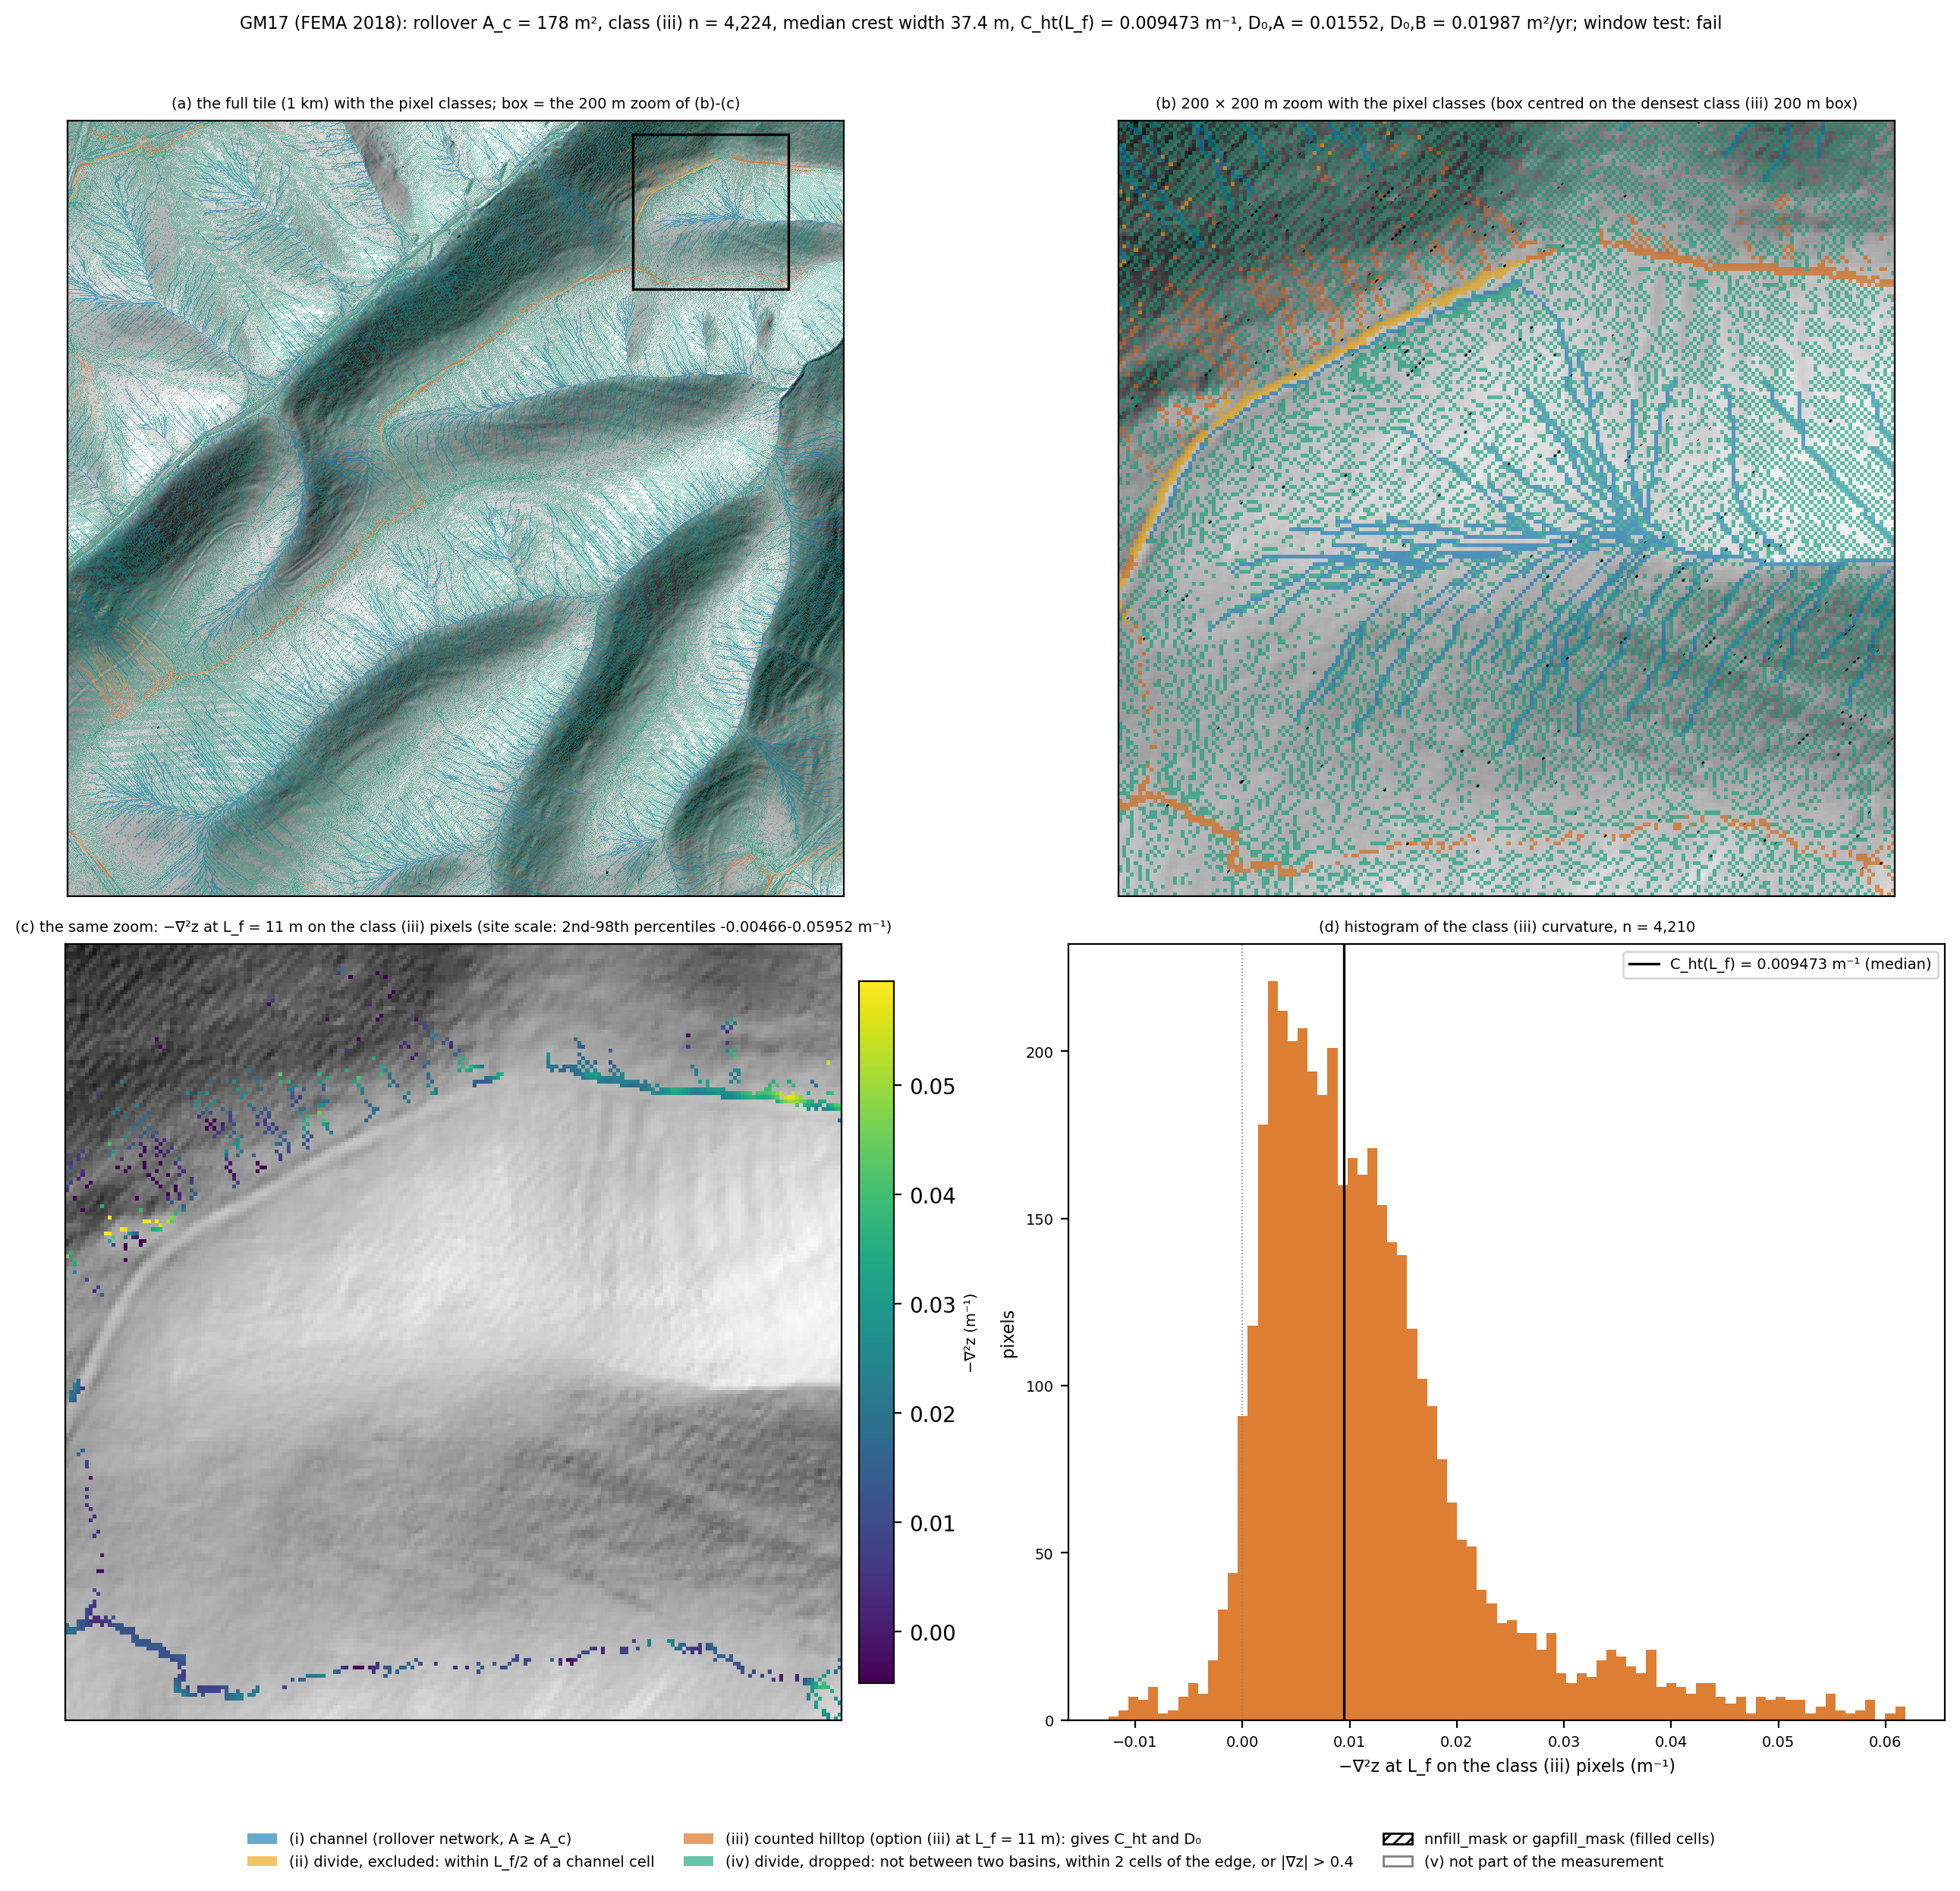 GM17 (FEMA 2018): rollover A_c = 178 m², class (iii) n = 4,224, median crest width 37.4 m, C_ht(L_f) = 0.009473 m⁻¹, D₀,A = 0.01552, D₀,B = 0.01987 m²/yr; window test: fail
(a) the full tile (1 km) with the pixel classes; box = the 200 m zoom of (b)-(c)
(b) 200 × 200 m zoom with the pixel classes (box centred on the densest class (iii) 200 m box)
(c) the same zoom: −∇²z at L_f = 11 m on the class (iii) pixels (site scale: 2nd-98th percentiles -0.00466-0.05952 m⁻¹)
0.05
0.04
0.03
0.02
0.01
0.00
−∇²z (m⁻¹)
(d) histogram of the class (iii) curvature, n = 4,210
C_ht(L_f) = 0.009473 m⁻¹ (median)
200
150
100
50
0
pixels
−0.01 0.00 0.01 0.02 0.03 0.04 0.05 0.06
−∇²z at L_f on the class (iii) pixels (m⁻¹)
(i) channel (rollover network, A ≥ A_c)
(ii) divide, excluded: within L_f/2 of a channel cell
(iii) counted hilltop (option (iii) at L_f = 11 m): gives C_ht and D₀
(iv) divide, dropped: not between two basins, within 2 cells of the edge, or |∇z| > 0.4
nnfill_mask or gapfill_mask (filled cells)
(v) not part of the measurement